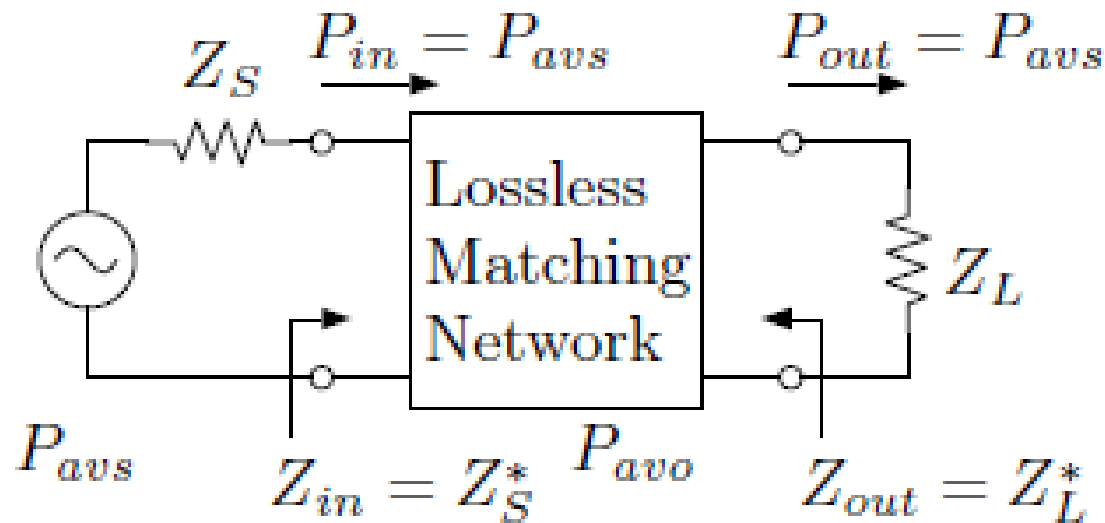 P_in = P_avs
P_out = P_avs
Z_S
Lossless
Matching
Network
Z_L
P_avs
P_avo
Z_in = Z_S^*
Z_out = Z_L^*